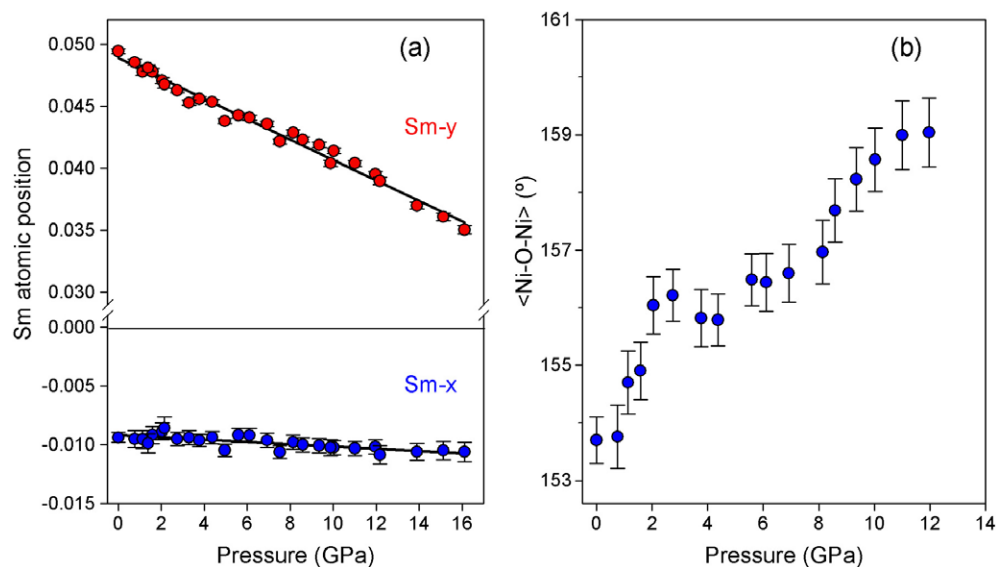 (a)
Sm-y
Sm-x
Sm atomic position
0.050
0.045
0.040
0.035
0.030
0.000
-0.005
-0.010
-0.015
0 2 4 6 8 10 12 14 16
Pressure (GPa)
(b)
<Ni-O-Ni> (º)
161
159
157
155
153
0 2 4 6 8 10 12 14
Pressure (GPa)